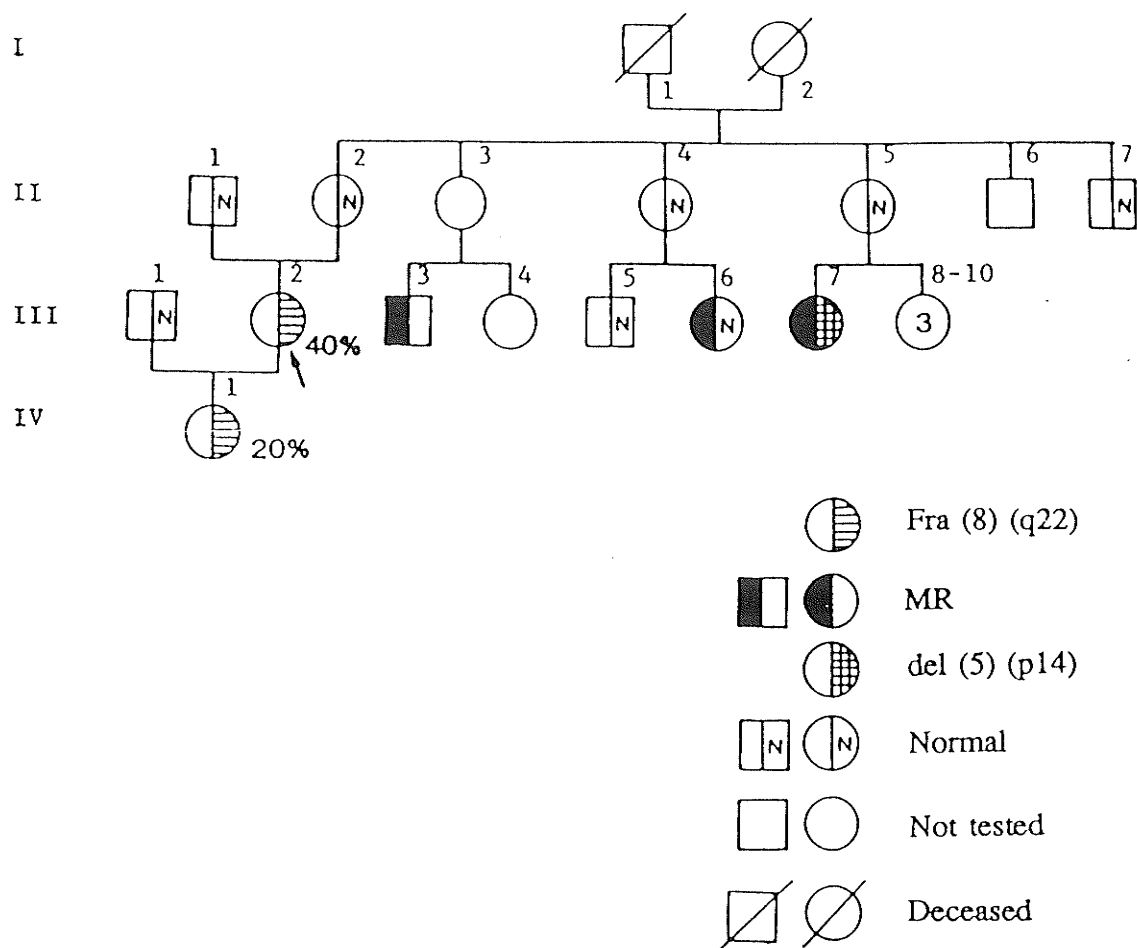 I
1 2
1 2 3 4 5 6 7
II
N N N N N
1 2 3 4 5 6 7 8-10
III
N 40% N N 3
1
IV
20%
Fra (8) (q22)
MR
del (5) (p14)
N N Normal
Not tested
Deceased